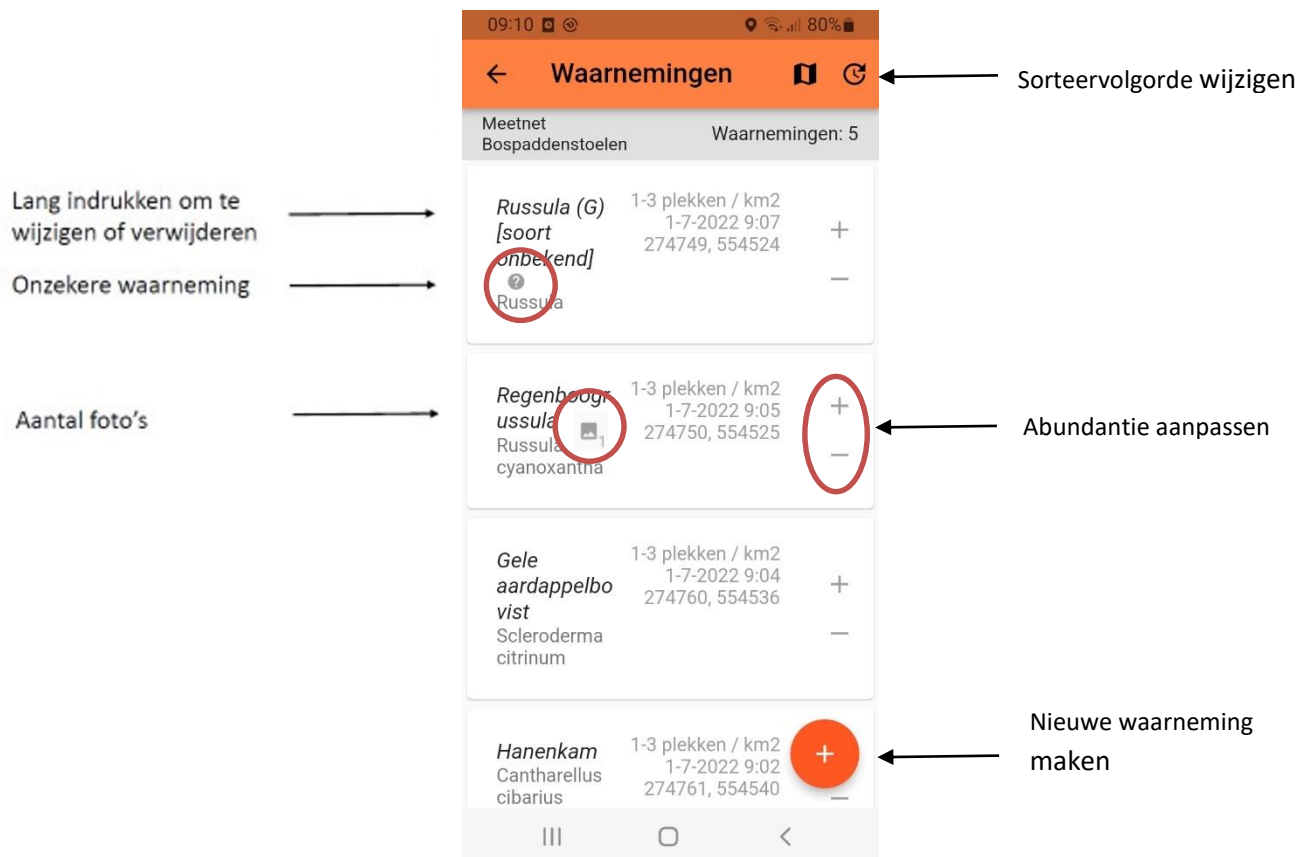 09:10 80%
Waarnemingen
Sorteervolgorde wijzigen
Meetnet
Bospaddenstoelen
Waarnemingen: 5
Lang indrukken om te
wijzigen of verwijderen
Onzekere waarneming
Russula (G)
[soort
onbekend]
Russula
1-3 plekken / km2
1-7-2022 9:07
274749, 554524
+
−
Aantal foto's
Regenboogr
ussula
Russula
cyanoxantha
1
1-3 plekken / km2
1-7-2022 9:05
274750, 554525
+
−
Abundantie aanpassen
Gele
aardappelbo
vist
Scleroderma
citrinum
1-3 plekken / km2
1-7-2022 9:04
274760, 554536
+
−
Hanenkam
Cantharellus
cibarius
1-3 plekken / km2
1-7-2022 9:02
274761, 554540
+
−
Nieuwe waarneming
maken